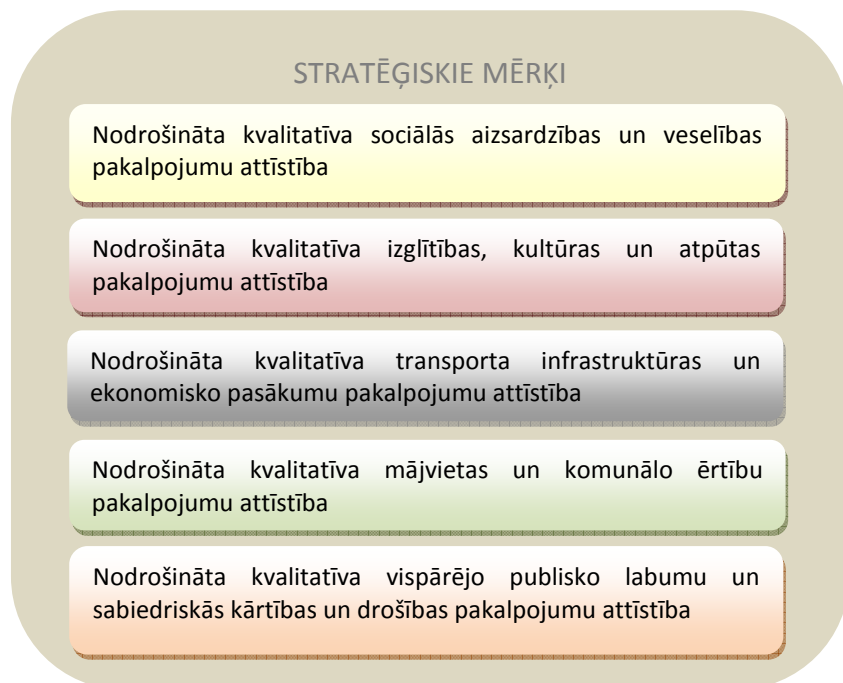 STRATĒĢISKIE MĒRĶI
Nodrošināta kvalitatīva sociālās aizsardzības un veselības
pakalpojumu attīstība
Nodrošināta kvalitatīva izglītības, kultūras un atpūtas
pakalpojumu attīstība
Nodrošināta kvalitatīva transporta infrastruktūras un
ekonomisko pasākumu pakalpojumu attīstība
Nodrošināta kvalitatīva mājvietas un komunālo ērtību
pakalpojumu attīstība
Nodrošināta kvalitatīva vispārējo publisko labumu un
sabiedriskās kārtības un drošības pakalpojumu attīstība